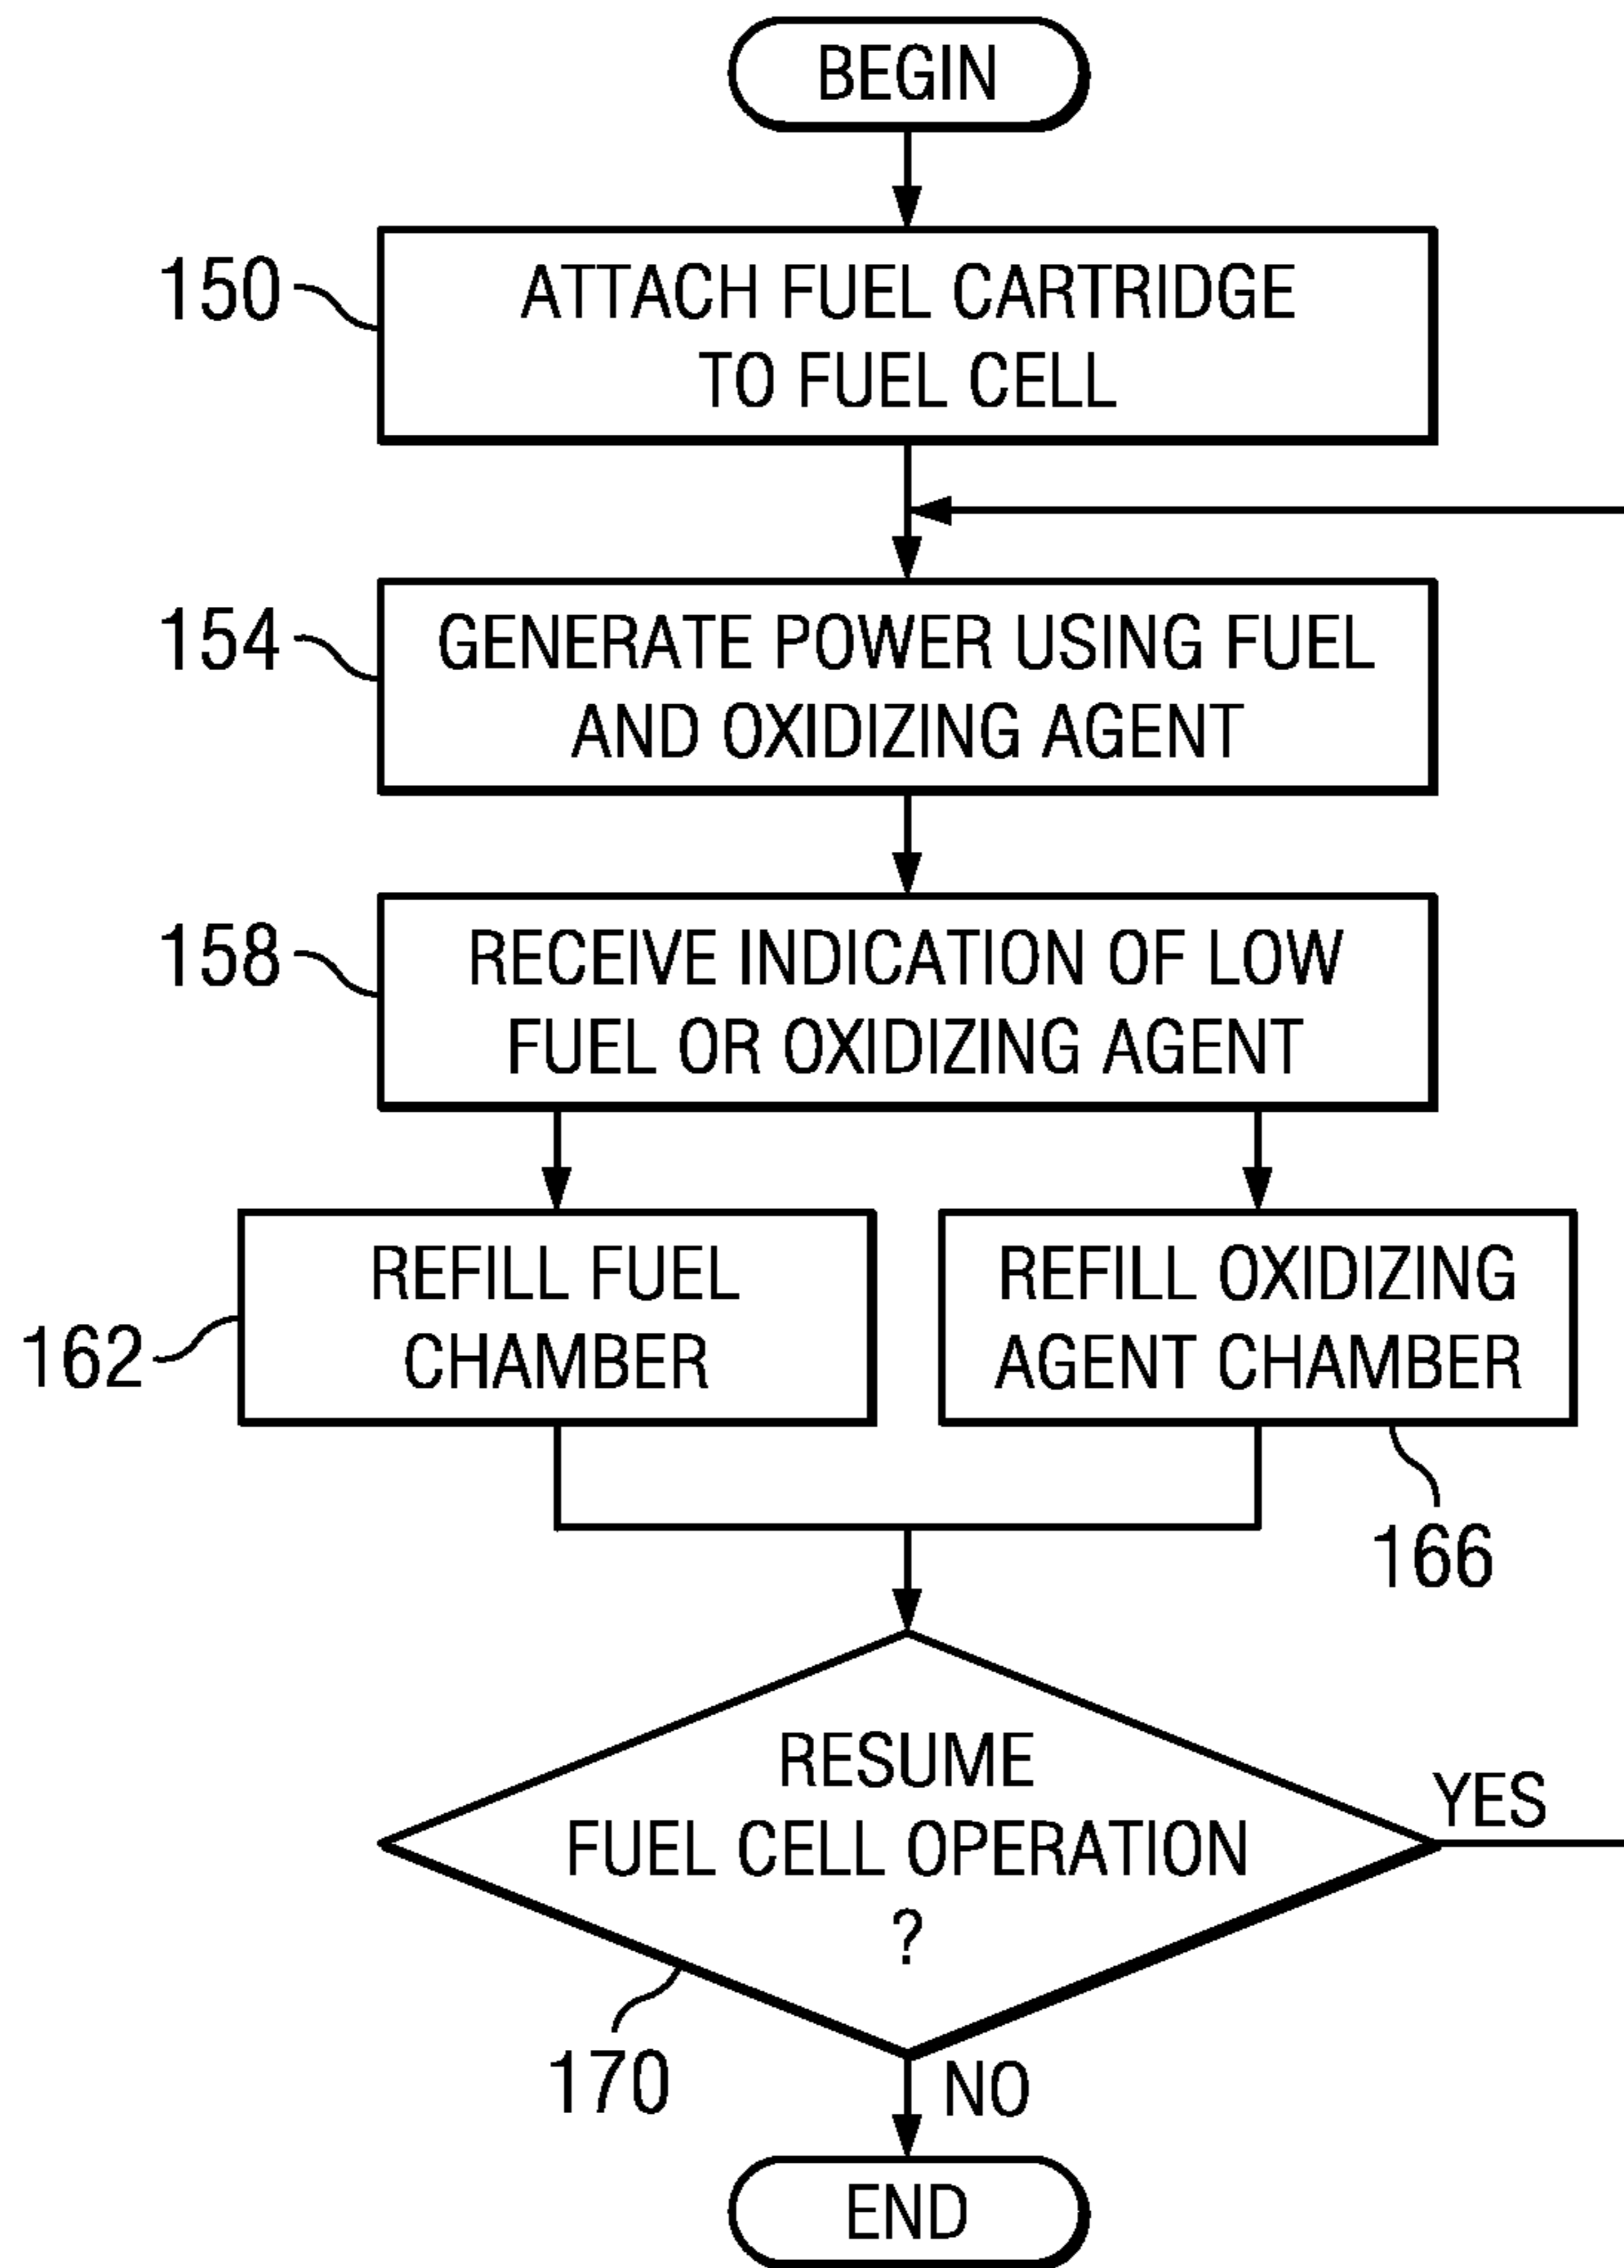 BEGIN
150
ATTACH FUEL CARTRIDGE
TO FUEL CELL
154
GENERATE POWER USING FUEL
AND OXIDIZING AGENT
158
RECEIVE INDICATION OF LOW
FUEL OR OXIDIZING AGENT
162
REFILL FUEL
CHAMBER
REFILL OXIDIZING
AGENT CHAMBER
166
RESUME
FUEL CELL OPERATION
?
YES
170
NO
END